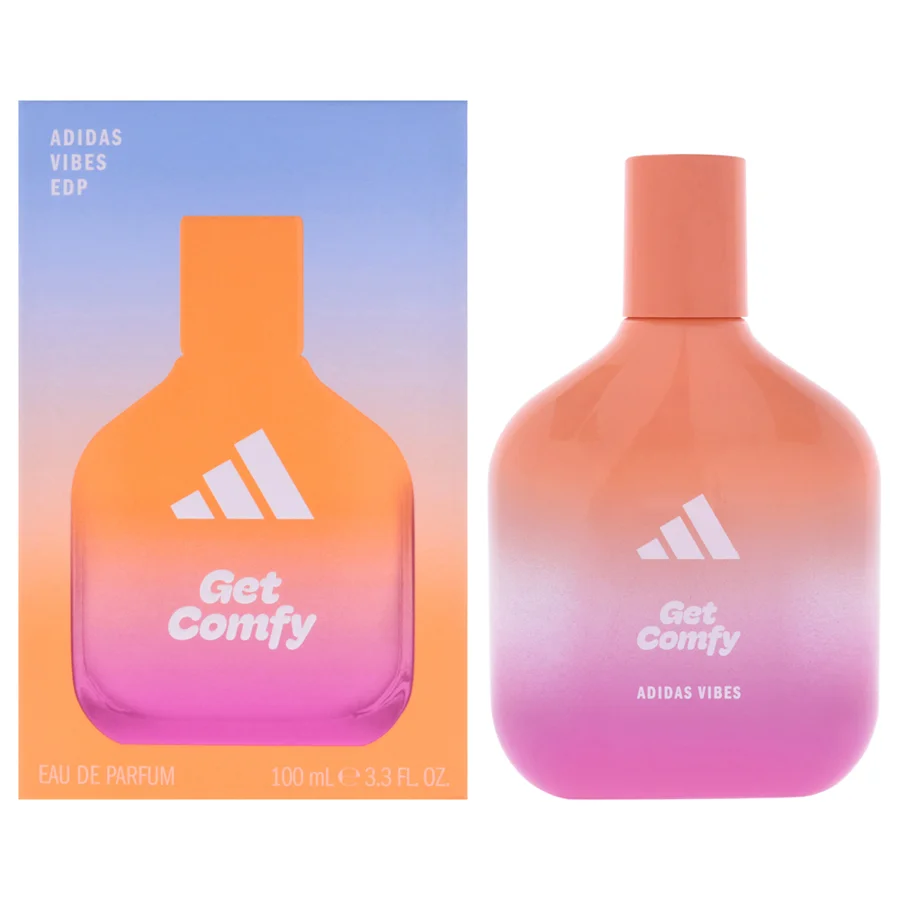 ADIDAS
VIBES
EDP
Get
Comfy
EAU DE PARFUM
100 mL ℮ 3.3 FL. OZ.
Get
Comfy
ADIDAS VIBES